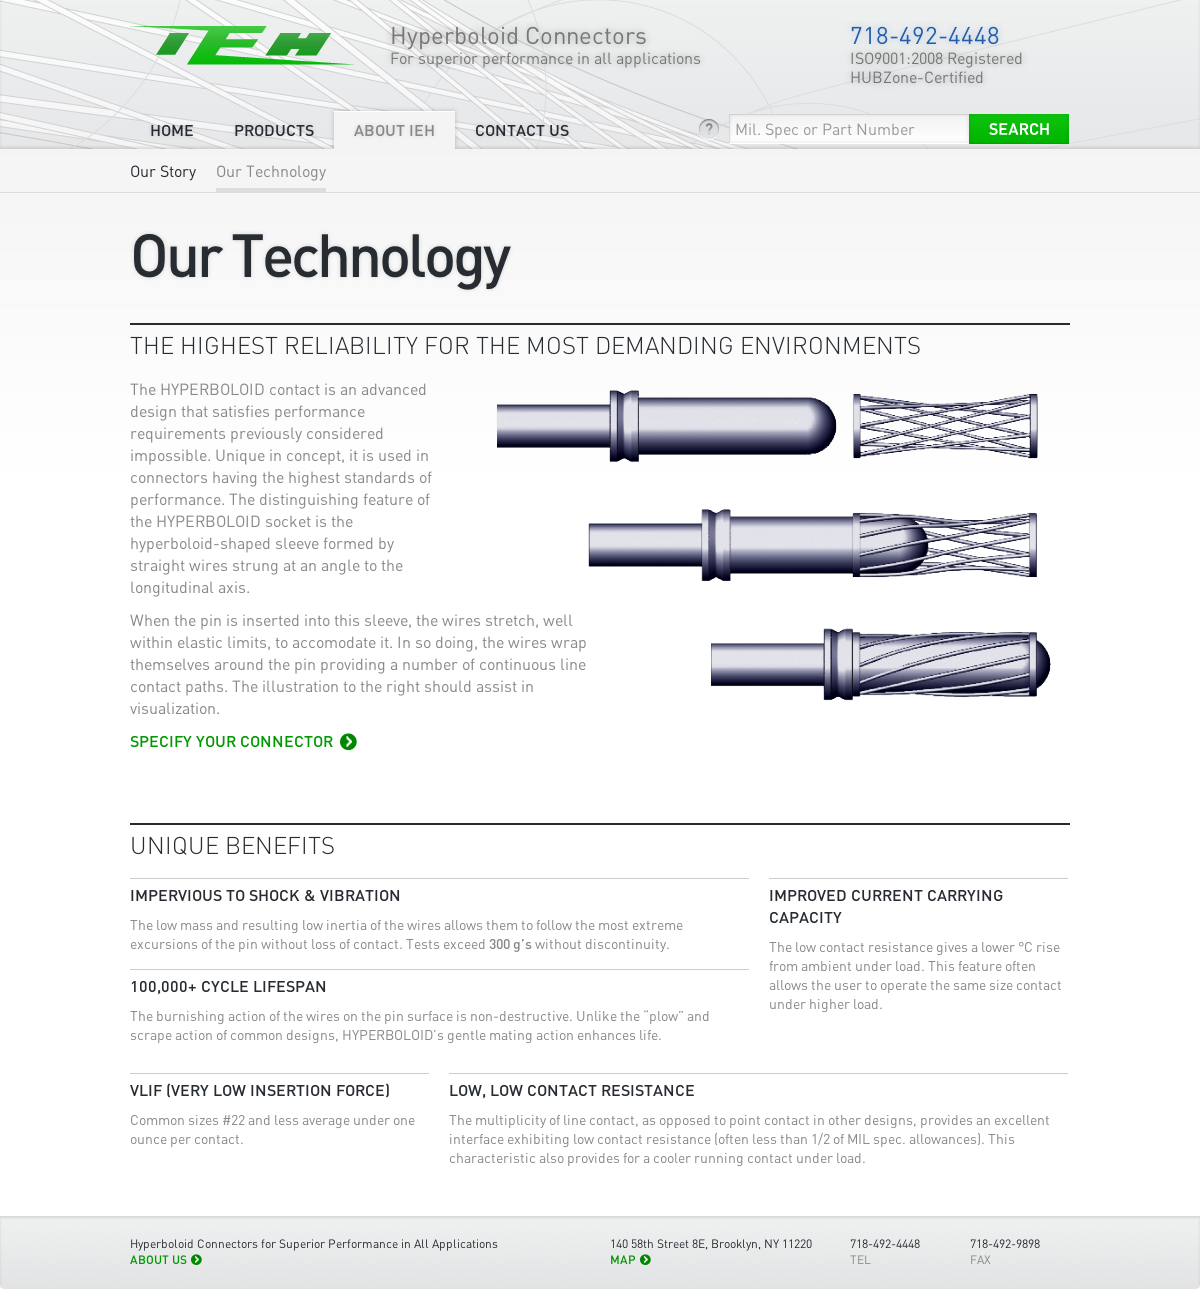 IEH
Hyperboloid Connectors
For superior performance in all applications
718-492-4448
ISO9001:2008 Registered
HUBZone-Certified
HOME
PRODUCTS
ABOUT IEH
CONTACT US
?
Mil. Spec or Part Number
SEARCH
Our Story
Our Technology
Our Technology
THE HIGHEST RELIABILITY FOR THE MOST DEMANDING ENVIRONMENTS
The HYPERBOLOID contact is an advanced
design that satisfies performance
requirements previously considered
impossible. Unique in concept, it is used in
connectors having the highest standards of
performance. The distinguishing feature of
the HYPERBOLOID socket is the
hyperboloid-shaped sleeve formed by
straight wires strung at an angle to the
longitudinal axis.
When the pin is inserted into this sleeve, the wires stretch, well
within elastic limits, to accomodate it. In so doing, the wires wrap
themselves around the pin providing a number of continuous line
contact paths. The illustration to the right should assist in
visualization.
SPECIFY YOUR CONNECTOR
UNIQUE BENEFITS
IMPERVIOUS TO SHOCK & VIBRATION
The low mass and resulting low inertia of the wires allows them to follow the most extreme
excursions of the pin without loss of contact. Tests exceed 300 g's without discontinuity.
100,000+ CYCLE LIFESPAN
The burnishing action of the wires on the pin surface is non-destructive. Unlike the "plow" and
scrape action of common designs, HYPERBOLOID's gentle mating action enhances life.
IMPROVED CURRENT CARRYING
CAPACITY
The low contact resistance gives a lower °C rise
from ambient under load. This feature often
allows the user to operate the same size contact
under higher load.
VLIF (VERY LOW INSERTION FORCE)
Common sizes #22 and less average under one
ounce per contact.
LOW, LOW CONTACT RESISTANCE
The multiplicity of line contact, as opposed to point contact in other designs, provides an excellent
interface exhibiting low contact resistance (often less than 1/2 of MIL spec. allowances). This
characteristic also provides for a cooler running contact under load.
Hyperboloid Connectors for Superior Performance in All Applications
ABOUT US
140 58th Street 8E, Brooklyn, NY 11220
MAP
718-492-4448
TEL
718-492-9898
FAX